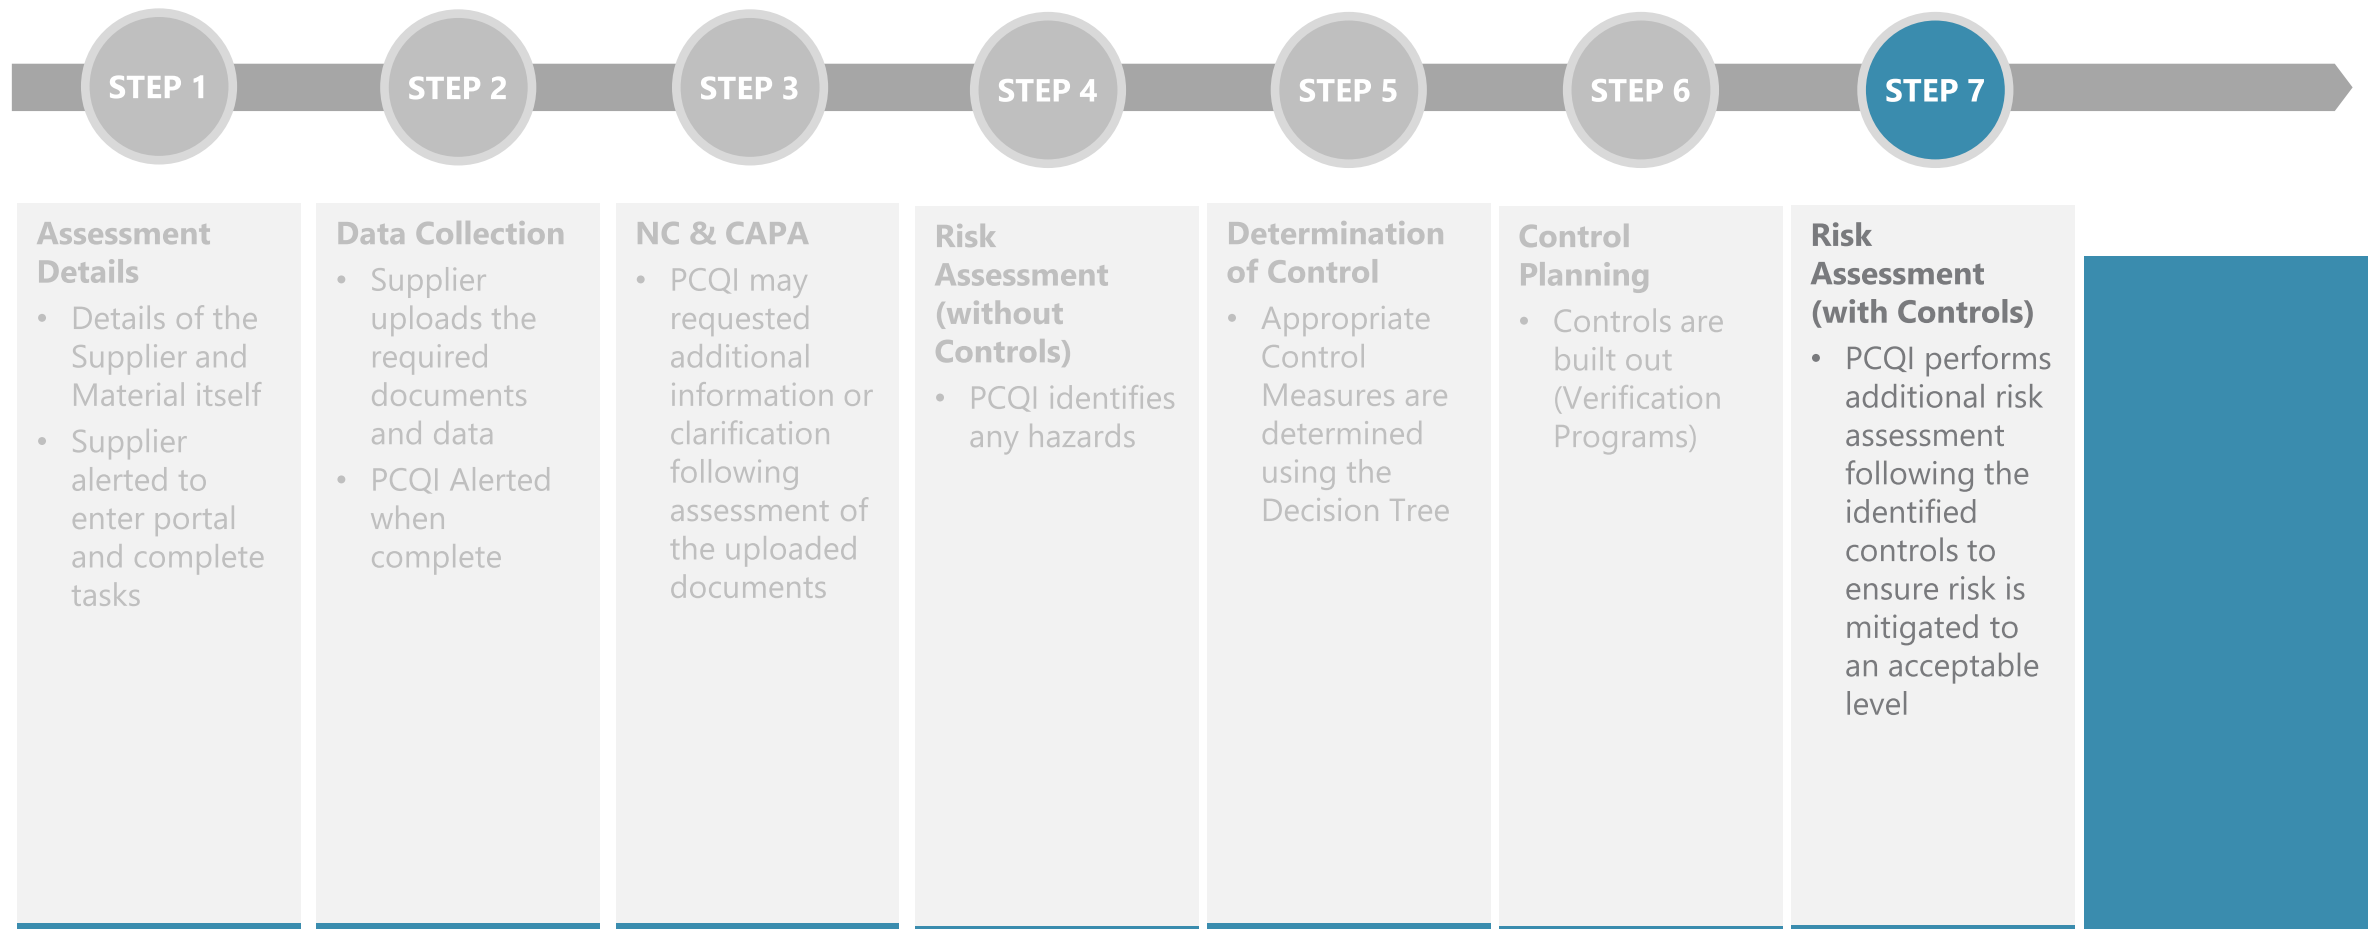 STEP 1
STEP 2
STEP 3
STEP 4
STEP 5
STEP 6
STEP 7
Assessment
Details
• Details of the
Supplier and
Material itself
• Supplier
alerted to
enter portal
and complete
tasks
Data Collection
• Supplier
uploads the
required
documents
and data
• PCQI Alerted
when
complete
NC & CAPA
• PCQI may
requested
additional
information or
clarification
following
assessment of
the uploaded
documents
Risk
Assessment
(without
Controls)
• PCQI identifies
any hazards
Determination
of Control
• Appropriate
Control
Measures are
determined
using the
Decision Tree
Control
Planning
• Controls are
built out
(Verification
Programs)
Risk
Assessment
(with Controls)
• PCQI performs
additional risk
assessment
following the
identified
controls to
ensure risk is
mitigated to
an acceptable
level